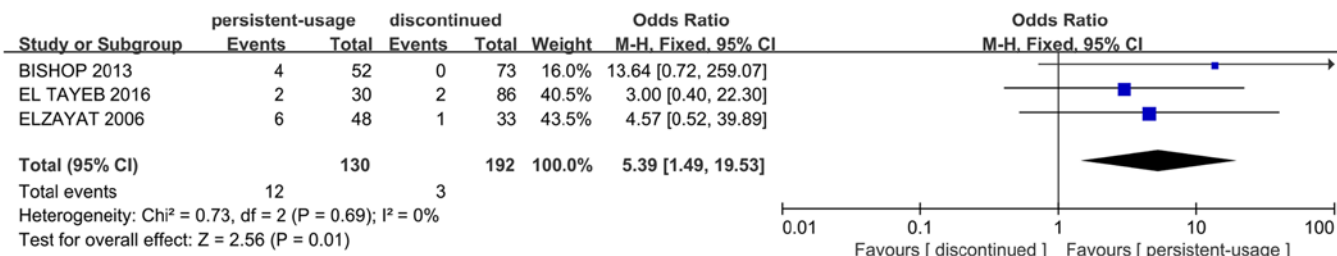 persistent-usage discontinued Odds Ratio Odds Ratio
Study or Subgroup Events Total Events Total Weight M-H, Fixed, 95% CI M-H, Fixed, 95% CI
BISHOP 2013 4 52 0 73 16.0% 13.64 [0.72, 259.07]
EL TAYEB 2016 2 30 2 86 40.5% 3.00 [0.40, 22.30]
ELZAYAT 2006 6 48 1 33 43.5% 4.57 [0.52, 39.89]
Total (95% CI) 130 192 100.0% 5.39 [1.49, 19.53]
Total events 12 3
Heterogeneity: Chi² = 0.73, df = 2 (P = 0.69); I² = 0%
Test for overall effect: Z = 2.56 (P = 0.01)
0.01 0.1 1 10 100
Favours [ discontinued ] Favours [ persistent-usage ]